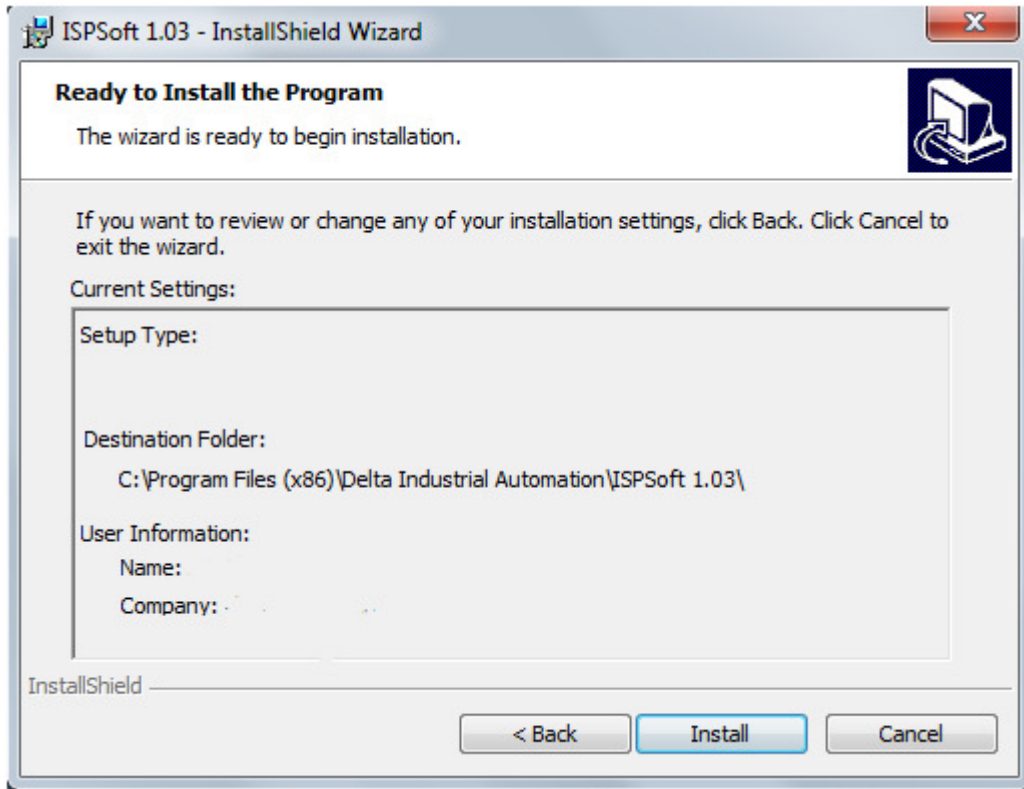 ISPSoft 1.03 - InstallShield Wizard
Ready to Install the Program
The wizard is ready to begin installation.
If you want to review or change any of your installation settings, click Back. Click Cancel to
exit the wizard.
Current Settings:
Setup Type:
Destination Folder:
C:\Program Files (x86)\Delta Industrial Automation\ISPSoft 1.03\
User Information:
Name:
Company:
InstallShield
< Back
Install
Cancel